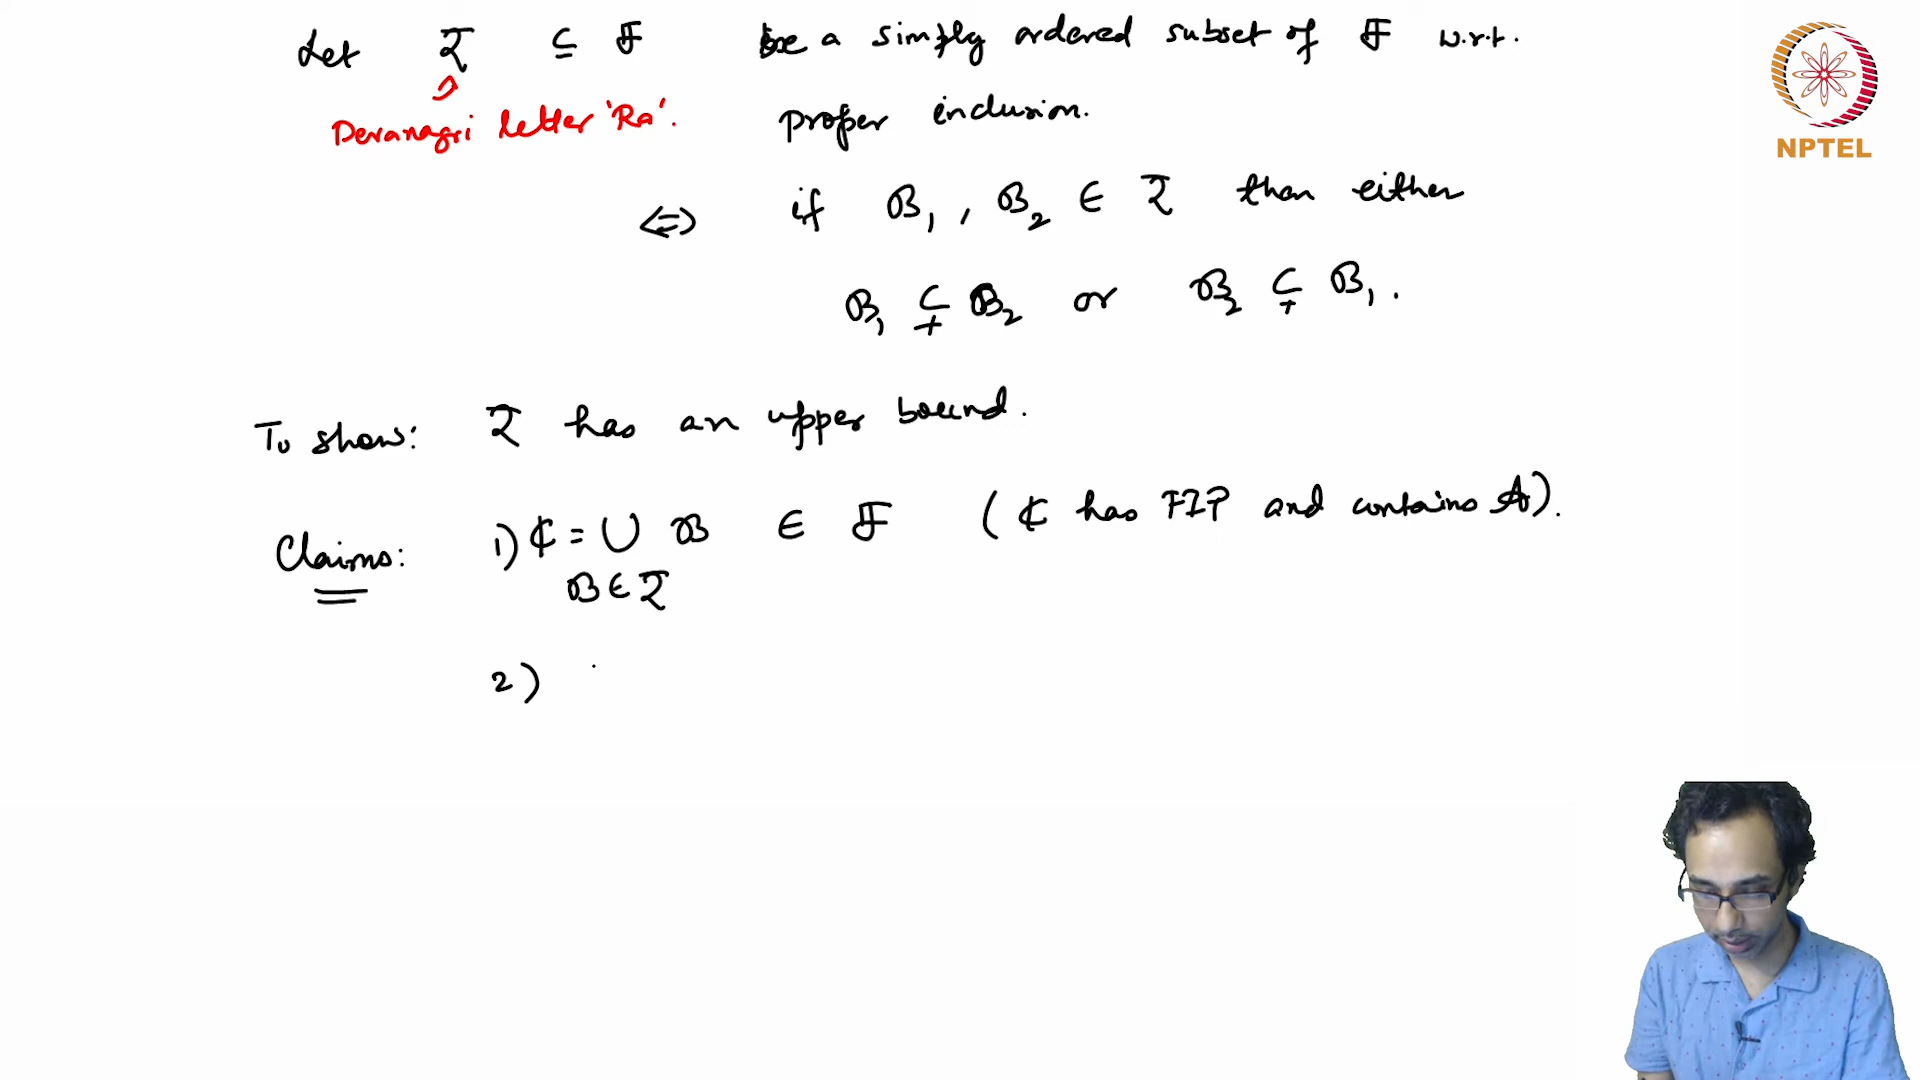 Let र ⊆ 𝔽 be a simply ordered subset of 𝔽 w.r.t.
Devanagri letter 'Ra'. proper inclusion.
NPTEL
⇔ if ℬ₁, ℬ₂ ∈ र then either
ℬ₁ ⊊ ℬ₂ or ℬ₂ ⊊ ℬ₁.
To show: र has an upper bound.
Claims: 1) ℂ = ∪ ℬ ∈ 𝔽 (ℂ has FIP and contains 𝔸).
ℬ ∈ र
2)